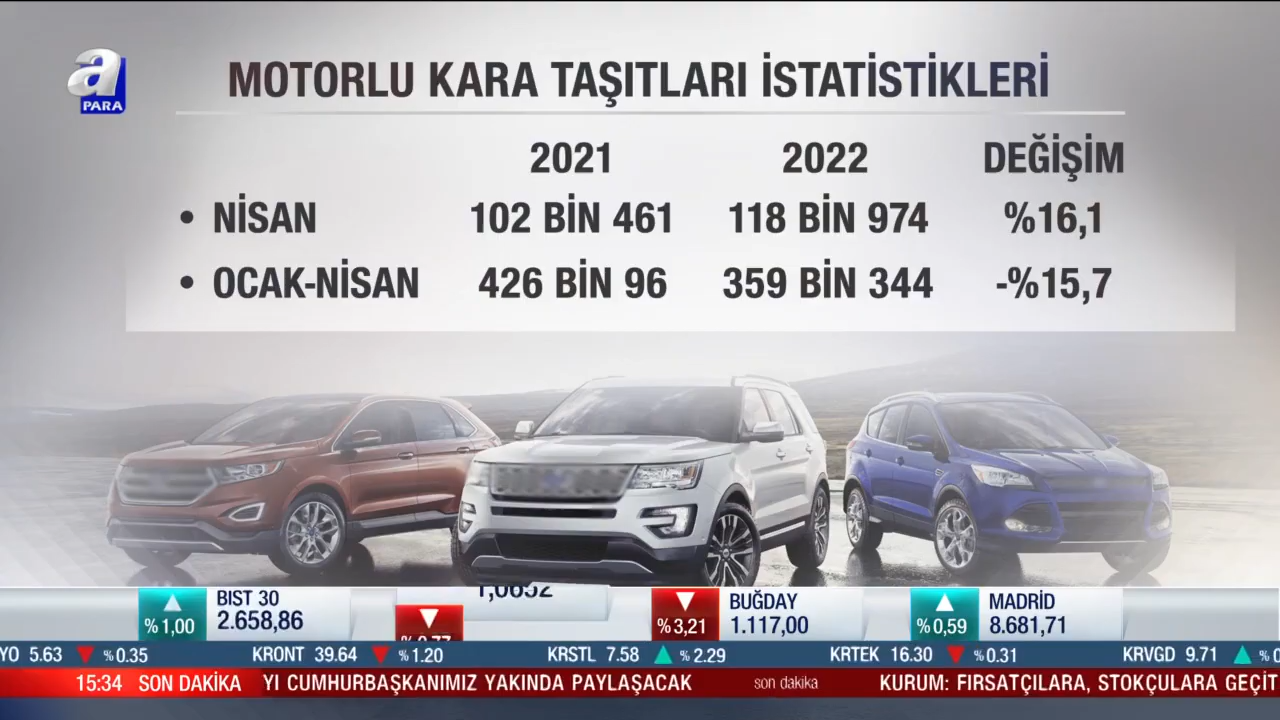 a
PARA
MOTORLU KARA TAŞITLARI İSTATİSTİKLERİ
2021 2022 DEĞİŞİM
• NİSAN 102 BİN 461 118 BİN 974 %16,1
• OCAK-NİSAN 426 BİN 96 359 BİN 344 -%15,7
%1,00 BIST 30
2.658,86
%3,21 BUĞDAY
1.117,00
%0,59 MADRİD
8.681,71
YO 5.63 %0.35 KRONT 39.64 %1.20 KRSTL 7.58 %2.29 KRTEK 16.30 %0.31 KRVGD 9.71
15:34 SON DAKİKA YI CUMHURBAŞKANIMIZ YAKINDA PAYLAŞACAK son dakika KURUM: FIRSATÇILARA, STOKÇULARA GEÇİT